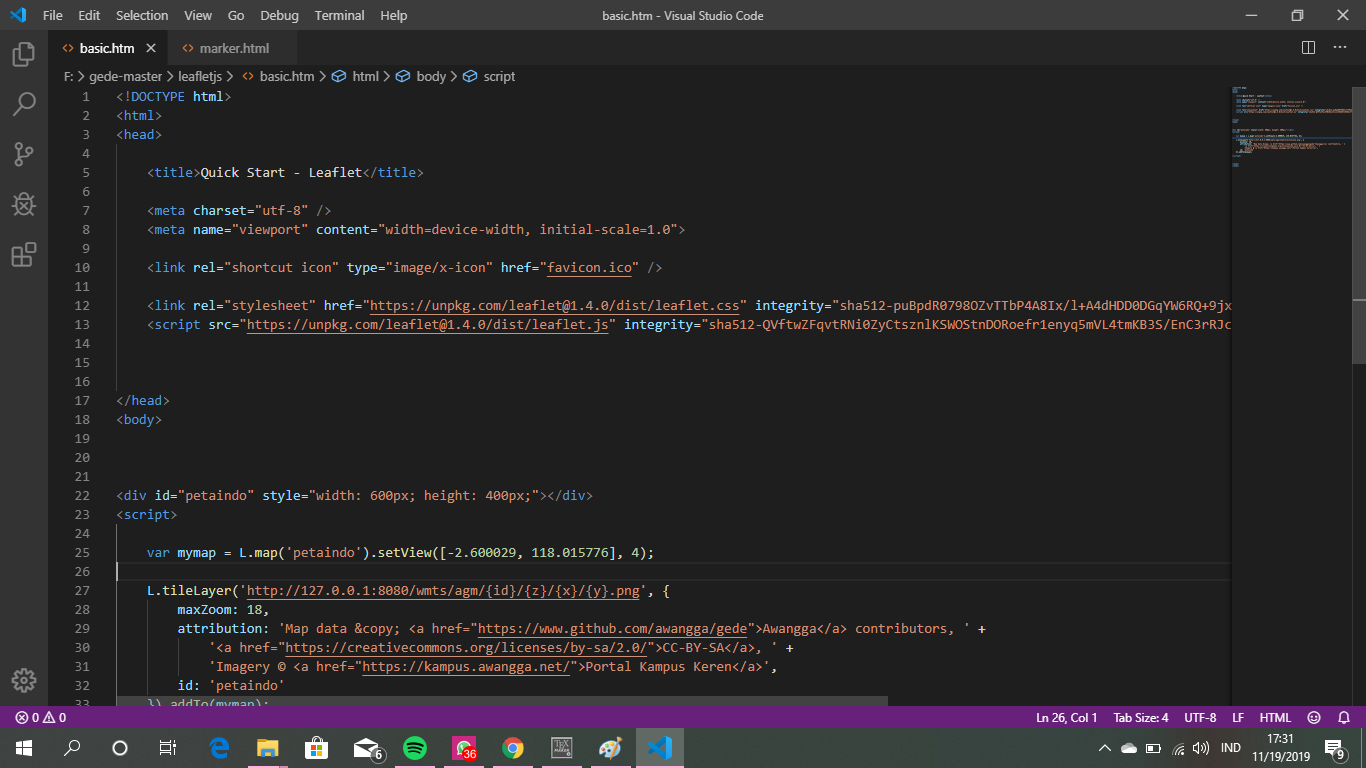 File Edit Selection View Go Debug Terminal Help
basic.htm - Visual Studio Code
basic.htm
marker.html
F: > gede-master > leafletjs > basic.htm > html > body > script
1 <!DOCTYPE html>
2 <html>
3 <head>
4
5 <title>Quick Start - Leaflet</title>
6
7 <meta charset="utf-8" />
8 <meta name="viewport" content="width=device-width, initial-scale=1.0">
9
10 <link rel="shortcut icon" type="image/x-icon" href="favicon.ico" />
11
12 <link rel="stylesheet" href="https://unpkg.com/leaflet@1.4.0/dist/leaflet.css" integrity="sha512-puBpdR0798OZvTTbP4A8Ix/l+A4dHDD0DGqYW6RQ+9jx
13 <script src="https://unpkg.com/leaflet@1.4.0/dist/leaflet.js" integrity="sha512-QVftwZFqvtRNi0ZyCtsznlKSWOStnDORoefr1enyq5mVL4tmKB3S/EnC3rRJc
14
15
16
17 </head>
18 <body>
19
20
21
22 <div id="petaindo" style="width: 600px; height: 400px;"></div>
23 <script>
24
25 var mymap = L.map('petaindo').setView([-2.600029, 118.015776], 4);
26
27 L.tileLayer('http://127.0.0.1:8080/wmts/agm/{id}/{z}/{x}/{y}.png', {
28 maxZoom: 18,
29 attribution: 'Map data &copy; <a href="https://www.github.com/awangga/gede">Awangga</a> contributors, ' +
30 '<a href="https://creativecommons.org/licenses/by-sa/2.0/">CC-BY-SA</a>, ' +
31 'Imagery © <a href="https://kampus.awangga.net/">Portal Kampus Keren</a>',
32 id: 'petaindo'
33 }).addTo(mymap);
0 0
Ln 26, Col 1 Tab Size: 4 UTF-8 LF HTML
6
36
TEX MAKER
IND
17:31
11/19/2019
9